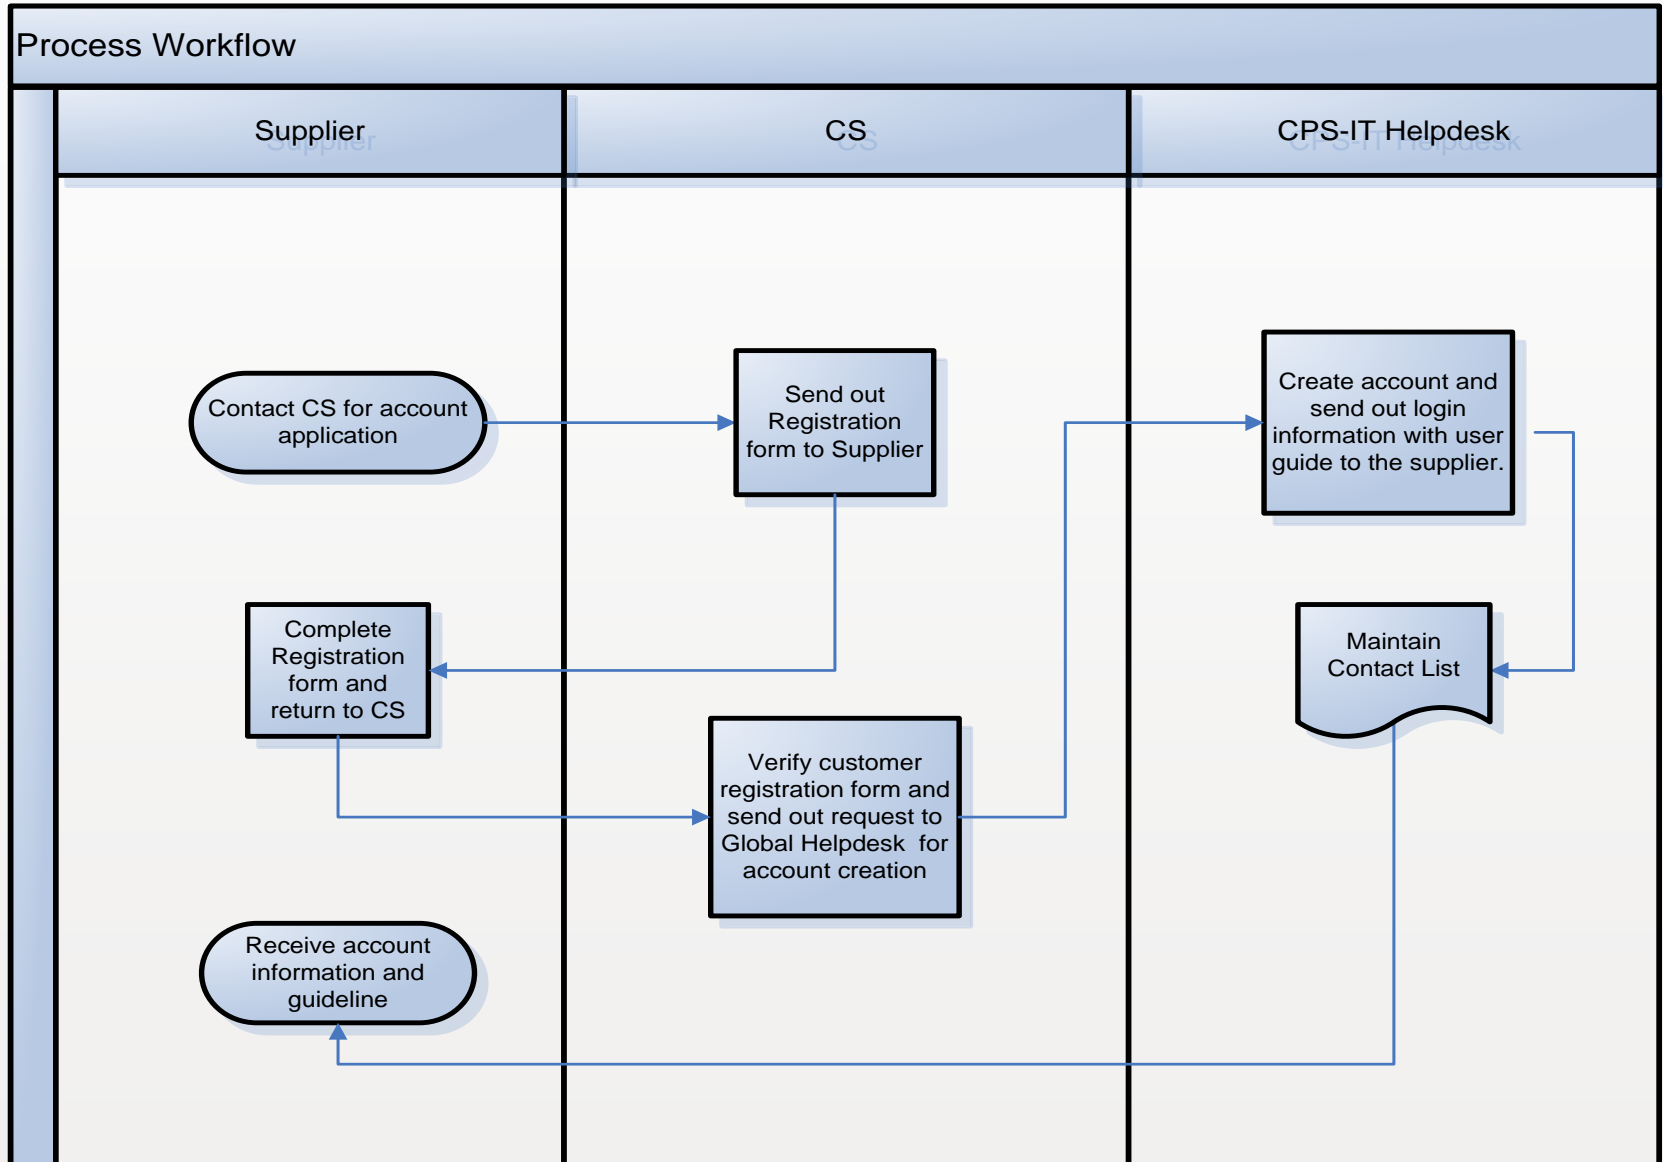 Process Workflow
Supplier
CS
CPS-IT Helpdesk
Contact CS for account
application
Send out
Registration
form to Supplier
Create account and
send out login
information with user
guide to the supplier.
Complete
Registration
form and
return to CS
Maintain
Contact List
Verify customer
registration form and
send out request to
Global Helpdesk  for
account creation
Receive account
information and
guideline